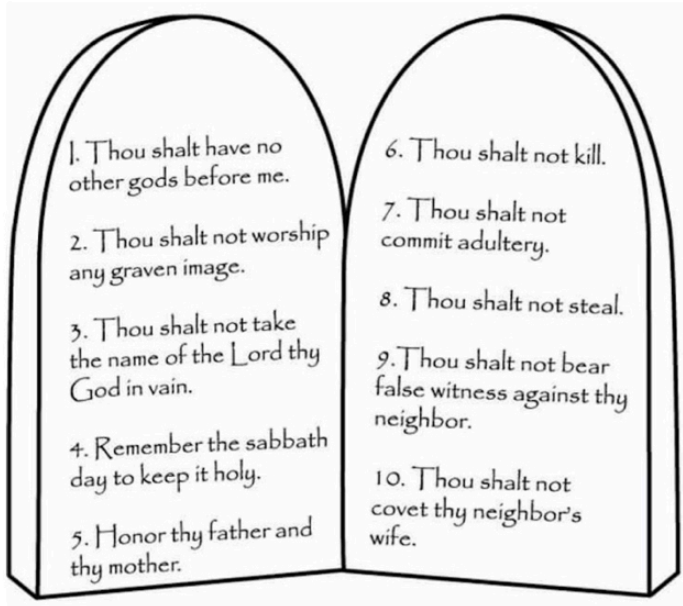 1. Thou shalt have no
other gods before me.
2. Thou shalt not worship
any graven image.
3. Thou shalt not take
the name of the Lord thy
God in vain.
4. Remember the sabbath
day to keep it holy.
5. Honor thy father and
thy mother.
6. Thou shalt not kill.
7. Thou shalt not
commit adultery.
8. Thou shalt not steal.
9. Thou shalt not bear
false witness against thy
neighbor.
10. Thou shalt not
covet thy neighbor's
wife.